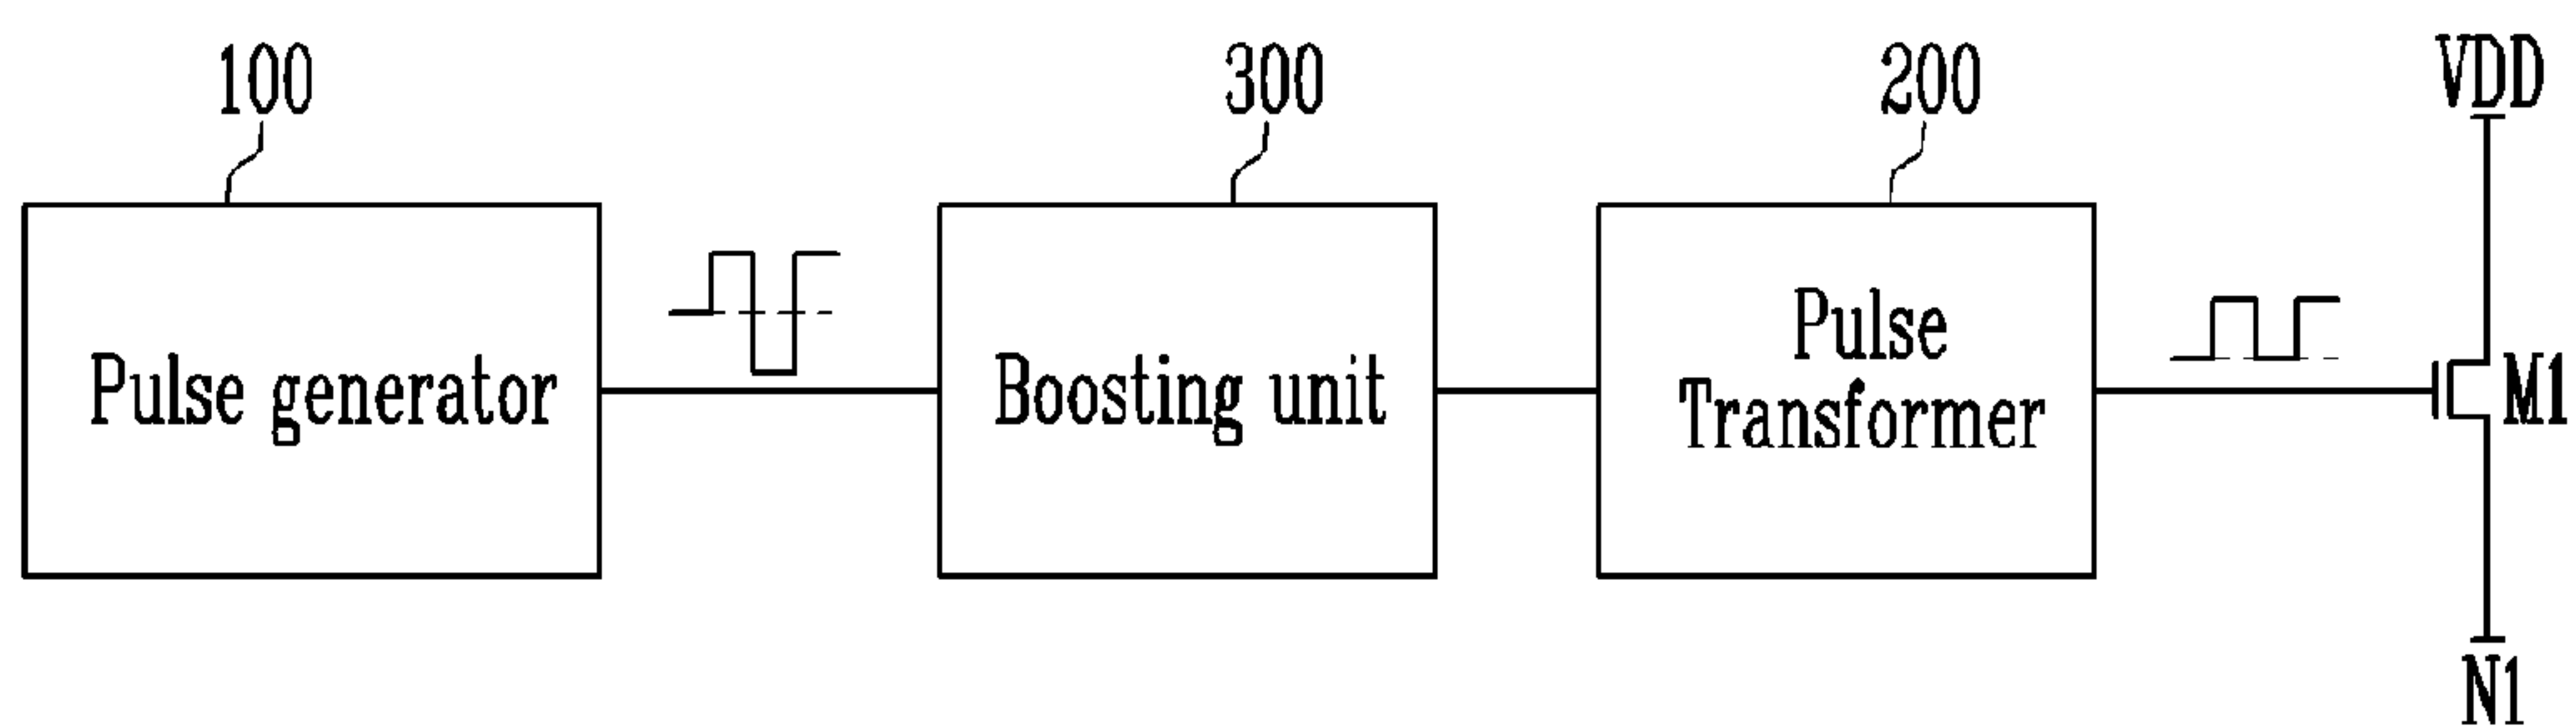 100
300
200
VDD
Pulse generator
Boosting unit
Pulse
Transformer
M1
N1